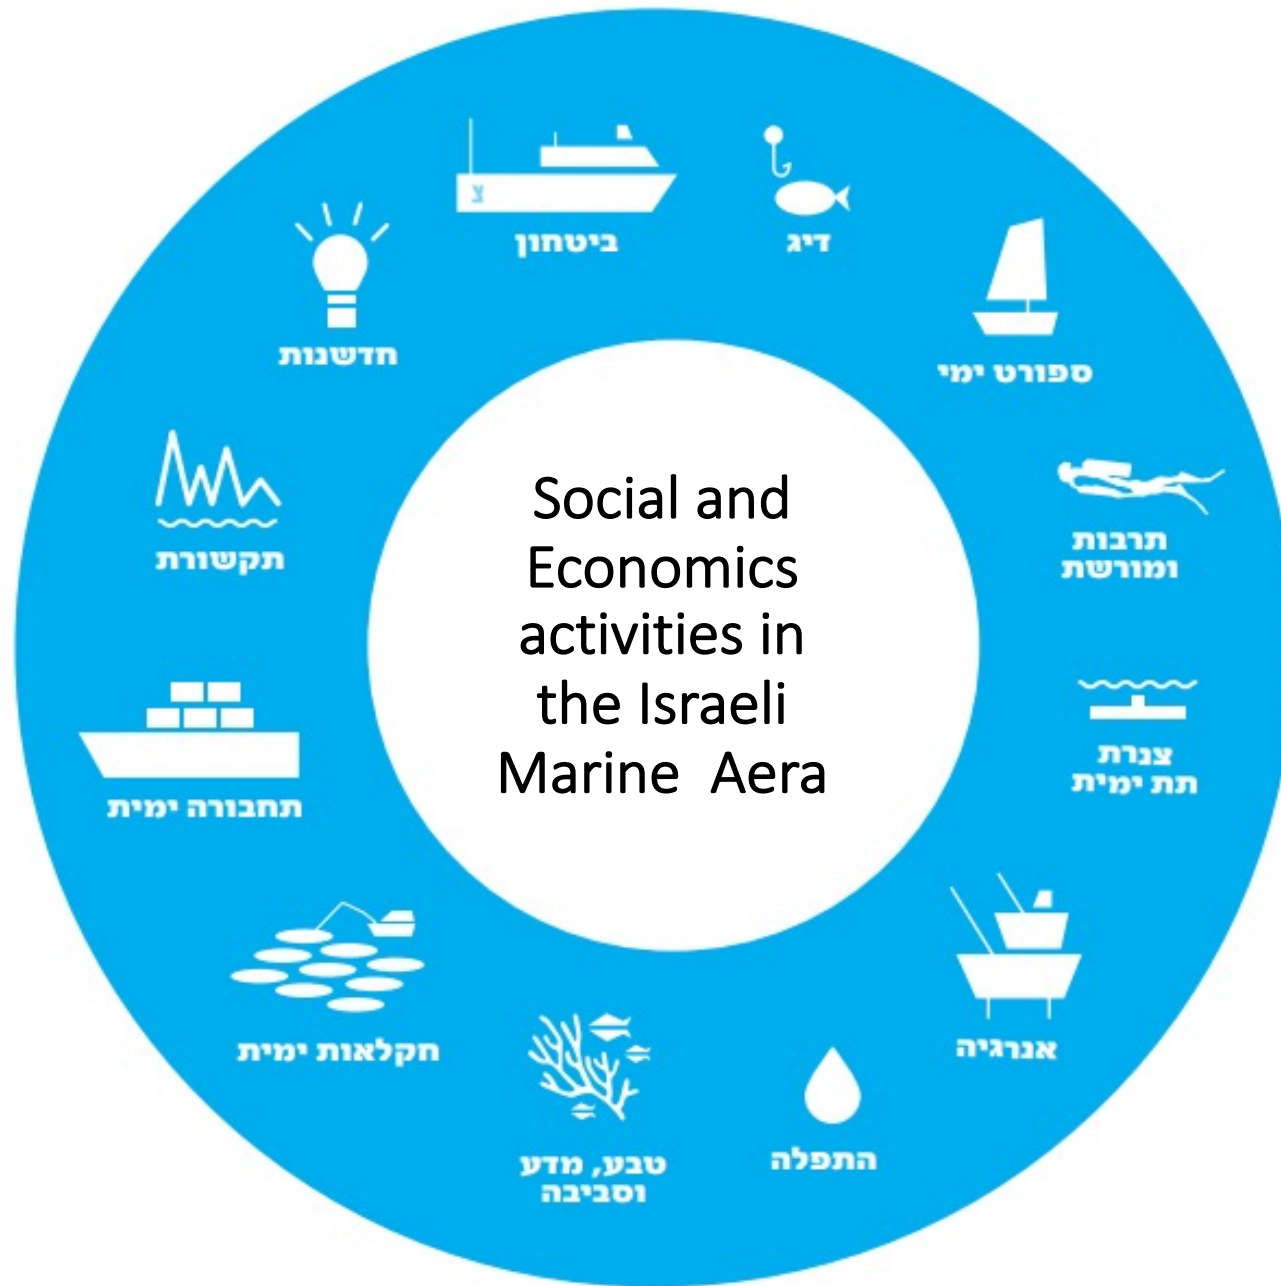 ביטחון
צ
דיג
ספורט ימי
תרבות
ומורשת
צנרת
תת ימית
אנרגיה
התפלה
טבע, מדע
וסביבה
חקלאות ימית
תחבורה ימית
תקשורת
חדשנות
Social and
Economics
activities in
the Israeli
Marine Aera